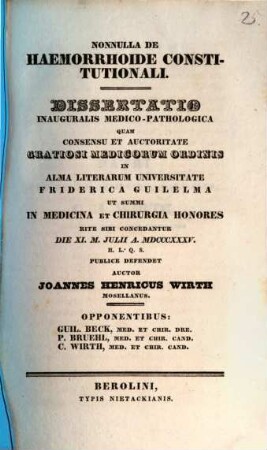 25.
NONNULLA DE
HAEMORRHOIDE CONSTI-
TUTIONALI.
DISSERTATIO
INAUGURALIS MEDICO-PATHOLOGICA
QUAM
CONSENSU ET AUCTORITATE
GRATIOSI MEDICORUM ORDINIS
IN
ALMA LITERARUM UNIVERSITATE
FRIDERICA GUILELMA
UT SUMMI
IN MEDICINA ET CHIRURGIA HONORES
RITE SIBI CONCEDANTUR
DIE XI. M. JULII A. MDCCCXXXV.
H. L. Q. S.
PUBLICE DEFENDET
AUCTOR
JOANNES HENRICUS WIRTH
MOSELLANUS.
OPPONENTIBUS:
GUIL. BECK, MED. ET CHIR. DRE.
P. BRUEHL, MED. ET CHIR. CAND.
C. WIRTH, MED. ET CHIR. CAND.
BEROLINI,
TYPIS NIETACKIANIS.